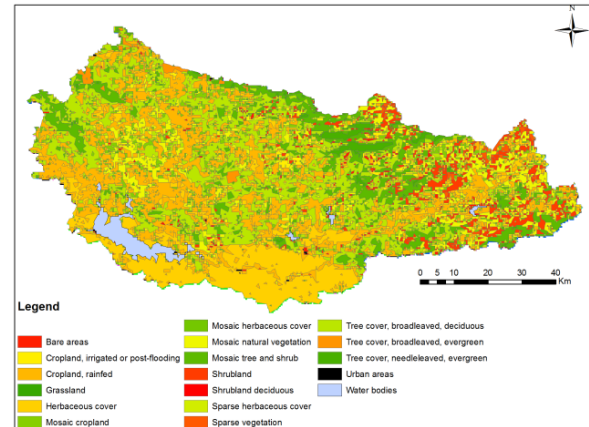 N
0 5 10 20 30 40
Km
Legend
Bare areas
Cropland, irrigated or post-flooding
Cropland, rainfed
Grassland
Herbaceous cover
Mosaic cropland
Mosaic herbaceous cover
Mosaic natural vegetation
Mosaic tree and shrub
Shrubland
Shrubland deciduous
Sparse herbaceous cover
Sparse vegetation
Tree cover, broadleaved, deciduous
Tree cover, broadleaved, evergreen
Tree cover, needleleaved, evergreen
Urban areas
Water bodies